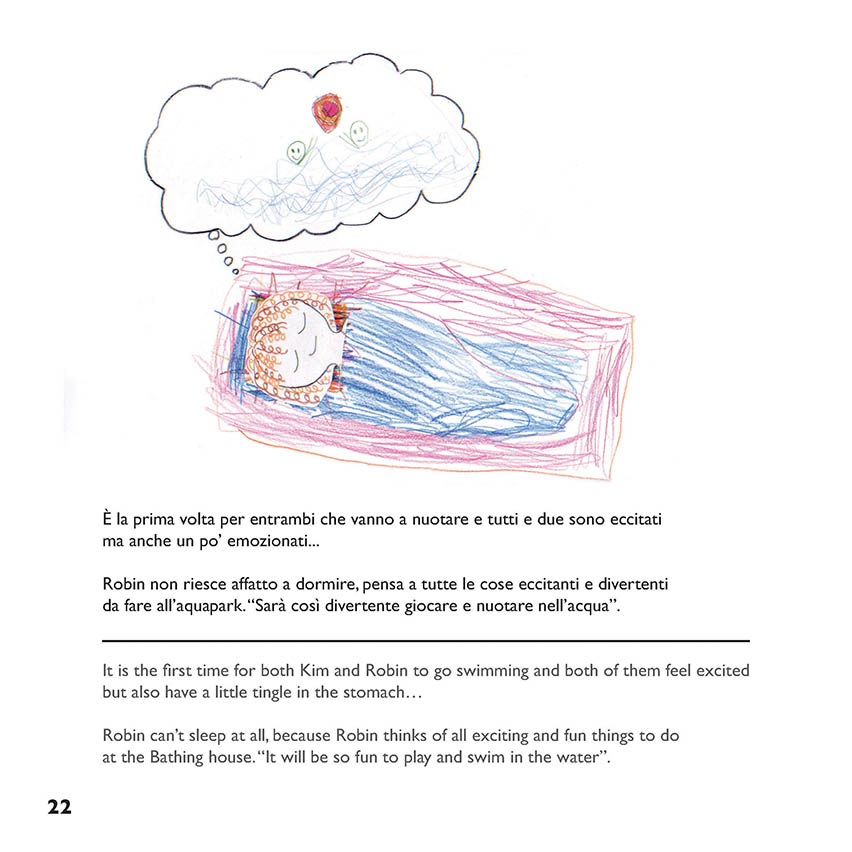 È la prima volta per entrambi che vanno a nuotare e tutti e due sono eccitati
ma anche un po’ emozionati...
Robin non riesce affatto a dormire, pensa a tutte le cose eccitanti e divertenti
da fare all’aquapark. “Sarà così divertente giocare e nuotare nell’acqua”.
It is the first time for both Kim and Robin to go swimming and both of them feel excited
but also have a little tingle in the stomach…
Robin can’t sleep at all, because Robin thinks of all exciting and fun things to do
at the Bathing house. “It will be so fun to play and swim in the water”.
22